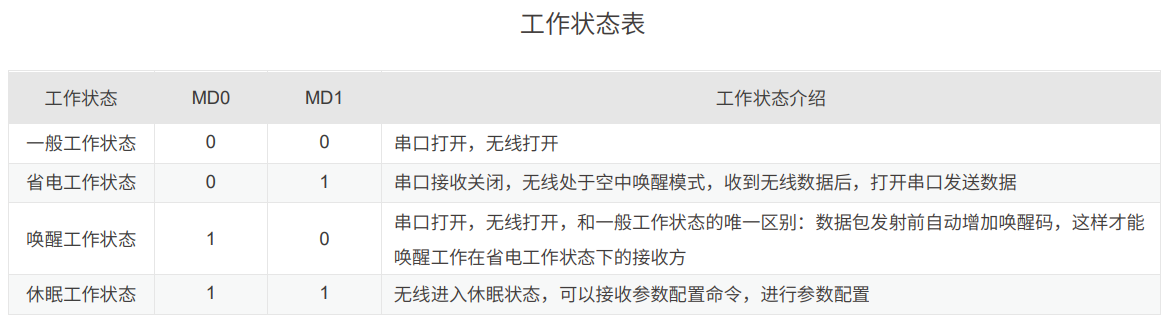 工作状态表
工作状态 MD0 MD1 工作状态介绍
一般工作状态 0 0 串口打开，无线打开
省电工作状态 0 1 串口接收关闭，无线处于空中唤醒模式，收到无线数据后，打开串口发送数据
唤醒工作状态 1 0 串口打开，无线打开，和一般工作状态的唯一区别：数据包发射前自动增加唤醒码，这样才能
唤醒工作在省电工作状态下的接收方
休眠工作状态 1 1 无线进入休眠状态，可以接收参数配置命令，进行参数配置